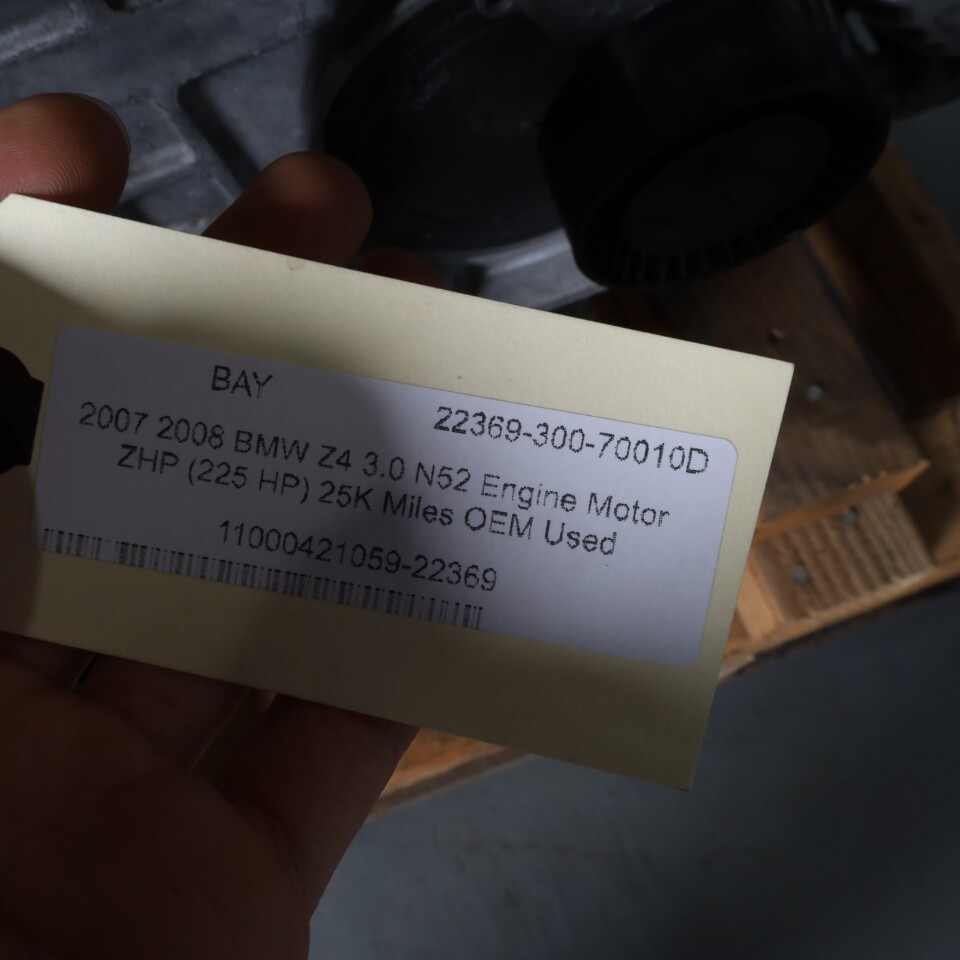 BAY
22369-300-70010D
2007 2008 BMW Z4 3.0 N52 Engine Motor
ZHP (225 HP) 25K Miles OEM Used
11000421059-22369